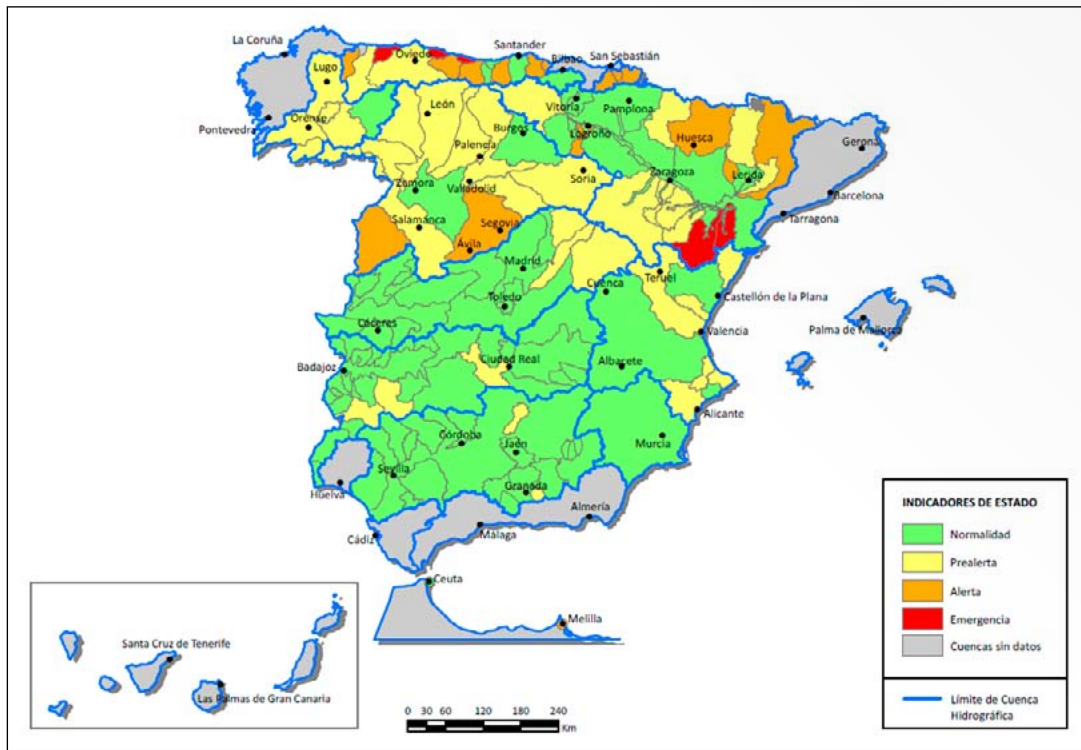 La Coruña
Oviedo
Santander
Bilbao
San Sebastián
Lugo
León
Vitoria
Pamplona
Pontevedra
Orense
Burgos
Logroño
Huesca
Gerona
Palencia
Zamora
Valladolid
Soria
Zaragoza
Lerida
Barcelona
Tarragona
Salamanca
Segovia
Ávila
Madrid
Teruel
Cuenca
Castellón de la Plana
Toledo
Cáceres
Valencia
Palma de Mallorca
Badajoz
Ciudad Real
Albacete
Alicante
Córdoba
Jaén
Murcia
Sevilla
Huelva
Granada
Almería
Cádiz
Málaga
Ceuta
Melilla
Santa Cruz de Tenerife
Las Palmas de Gran Canaria
0 30 60 120 180 240
Km
INDICADORES DE ESTADO
Normalidad
Prealerta
Alerta
Emergencia
Cuencas sin datos
Límite de Cuenca
Hidrográfica